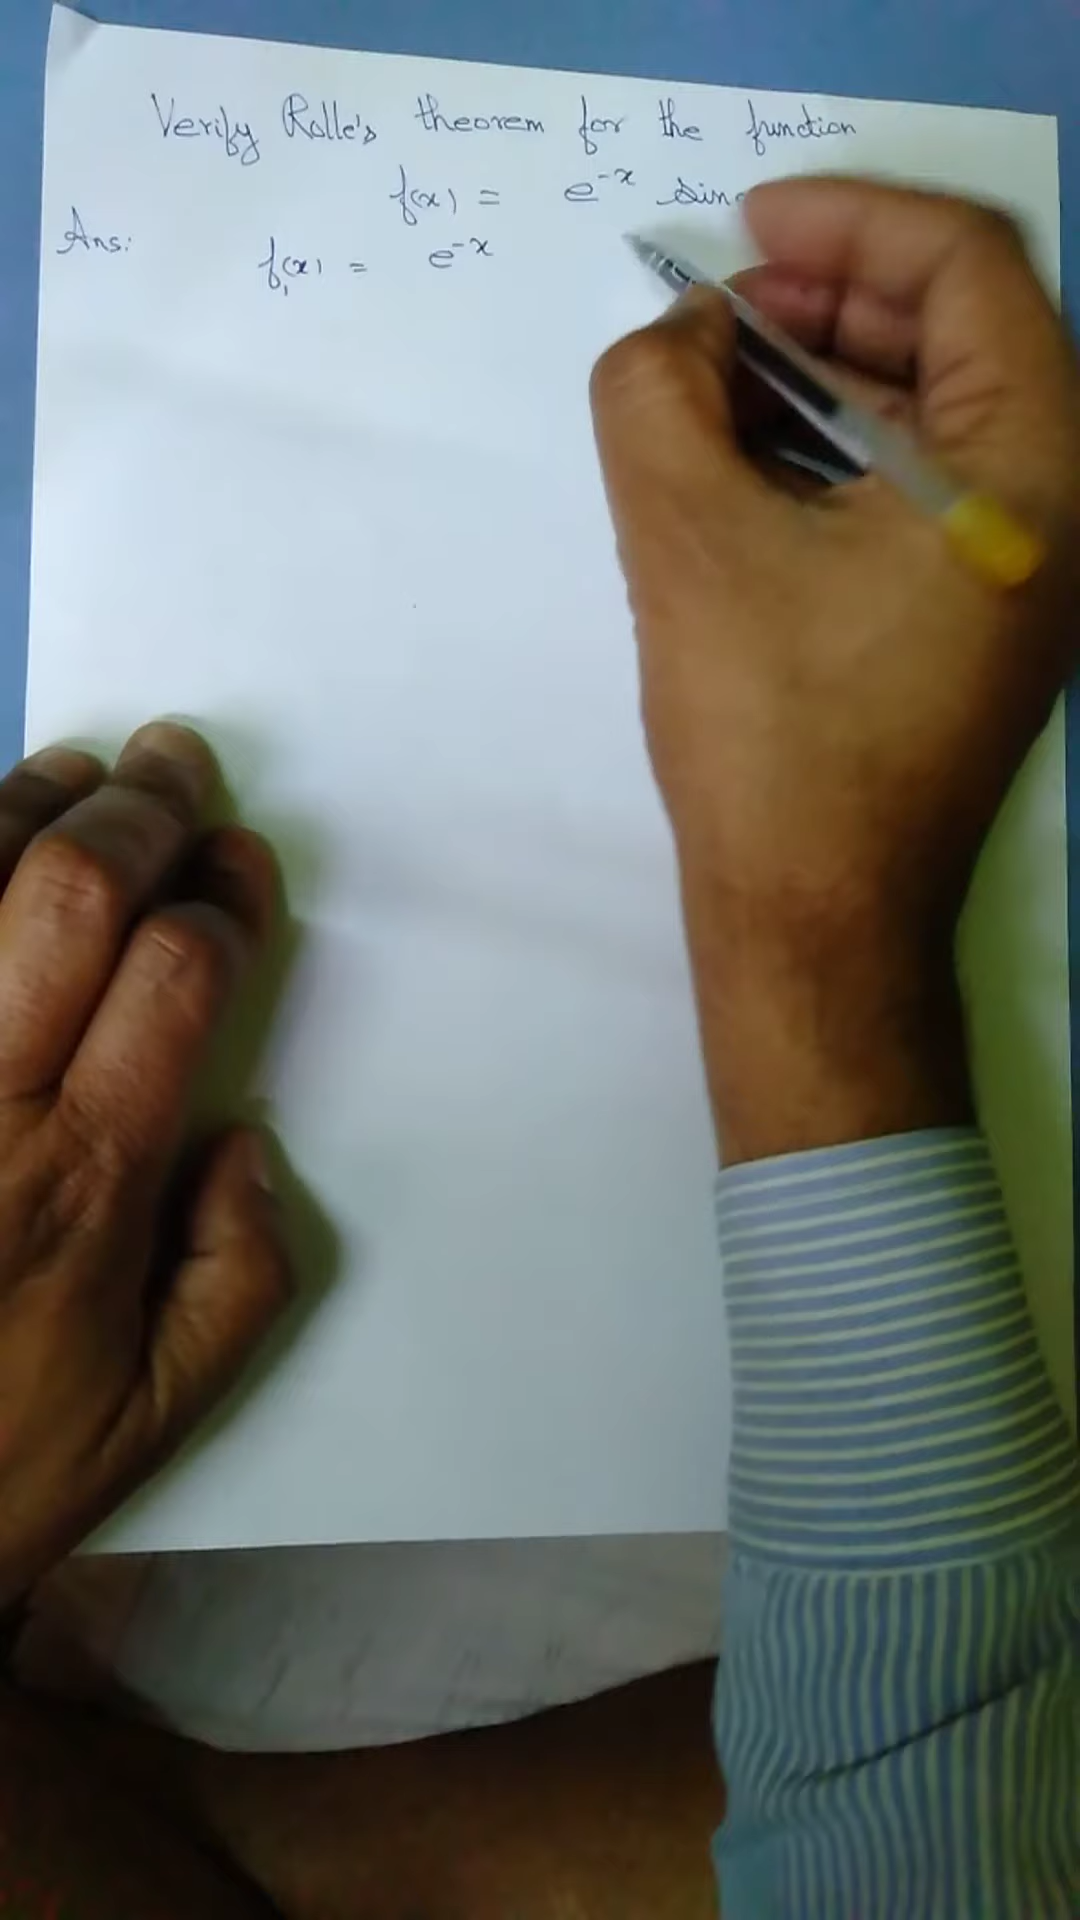 Verify Rolle's theorem for the function
f(x) = e^{-x} sin
Ans:
f₁(x) = e^{-x}